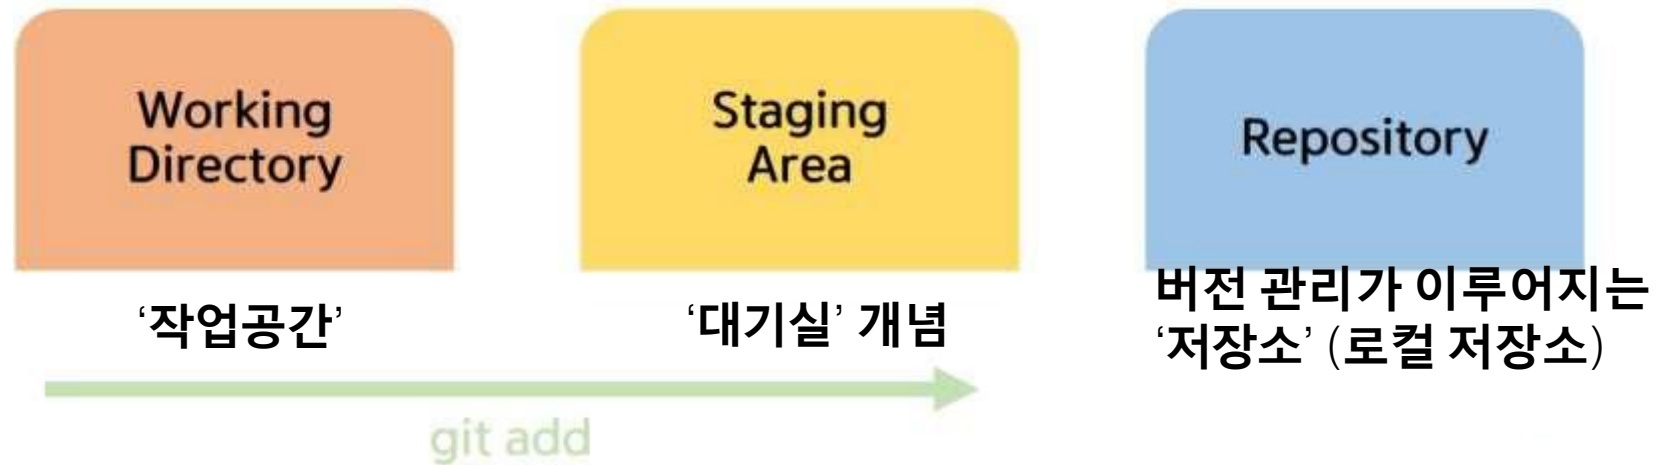 Working
Directory
Staging
Area
Repository
‘작업공간’
‘대기실’ 개념
버전 관리가 이루어지는
‘저장소’ (로컬 저장소)
git add